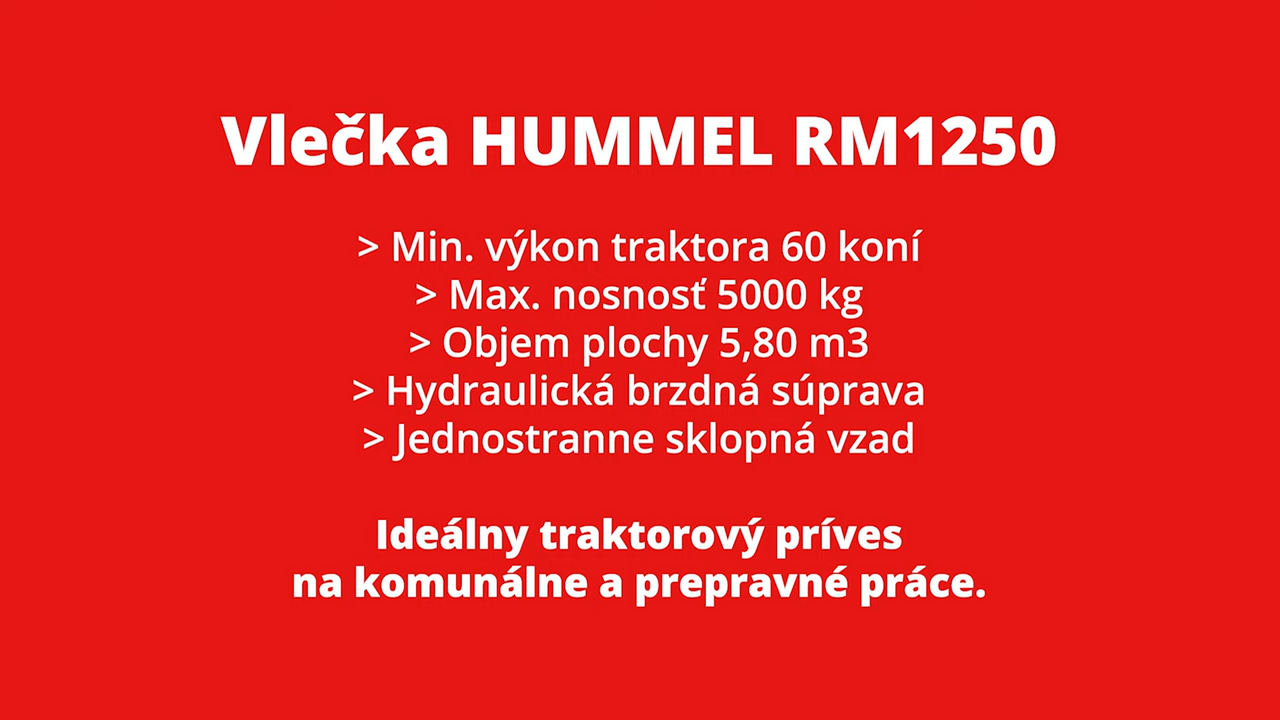 Vlečka HUMMEL RM1250
> Min. výkon traktora 60 koní
> Max. nosnosť 5000 kg
> Objem plochy 5,80 m3
> Hydraulická brzdná súprava
> Jednostranne sklopná vzad
Ideálny traktorový príves
na komunálne a prepravné práce.